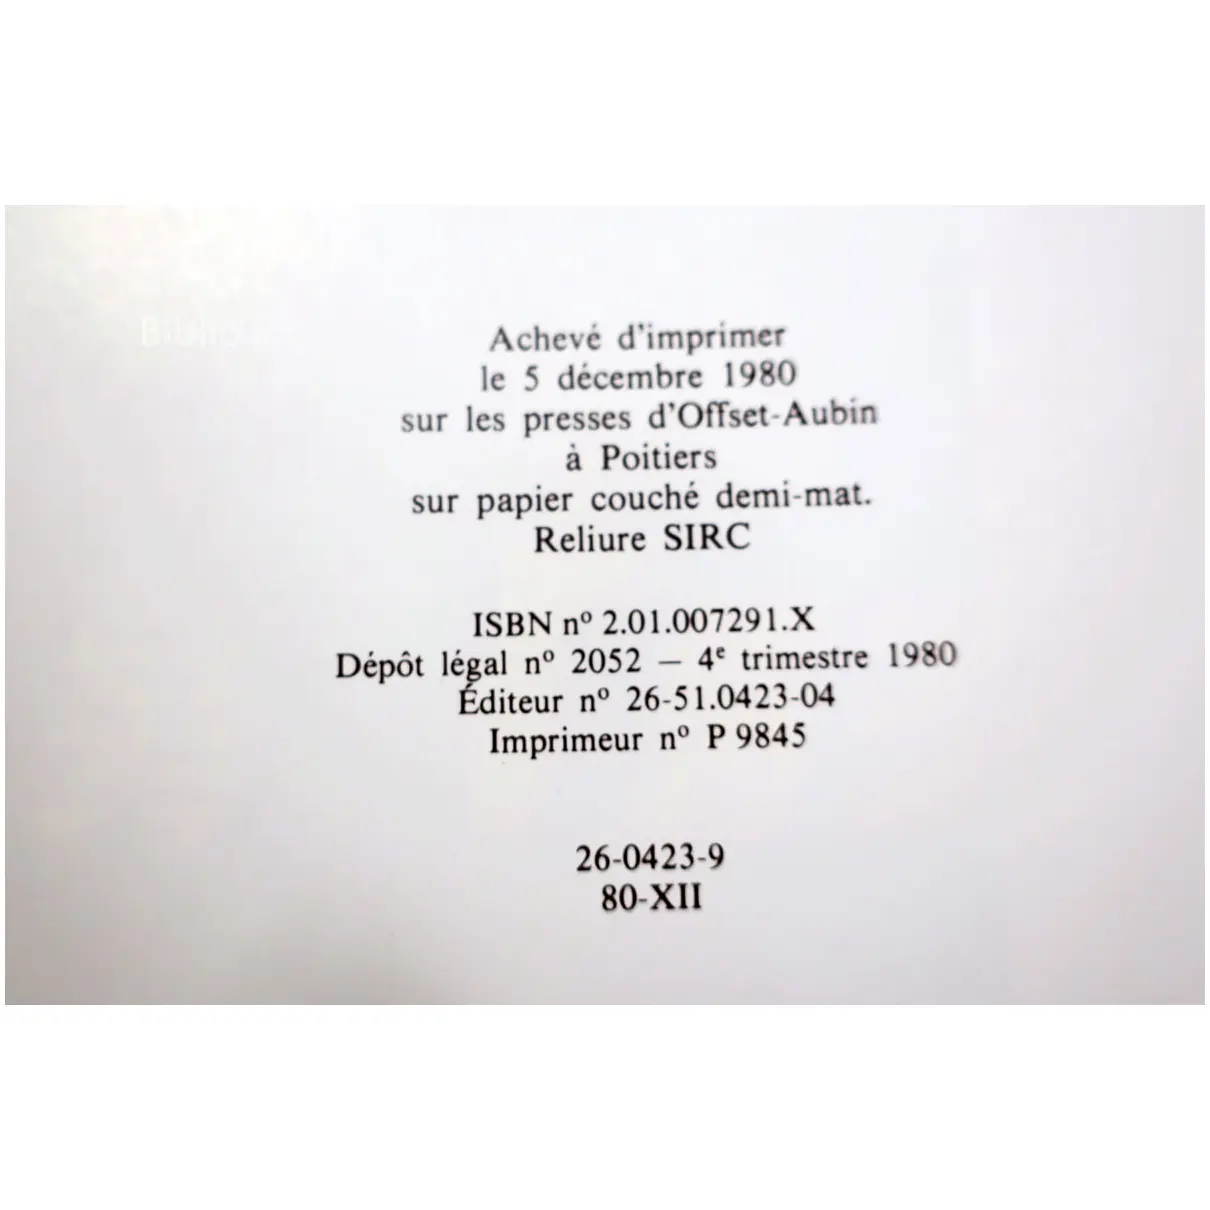 Achevé d'imprimer
le 5 décembre 1980
sur les presses d'Offset-Aubin
à Poitiers
sur papier couché demi-mat.
Reliure SIRC
ISBN nº 2.01.007291.X
Dépôt légal nº 2052 – 4e trimestre 1980
Éditeur nº 26-51.0423-04
Imprimeur nº P 9845
26-0423-9
80-XII